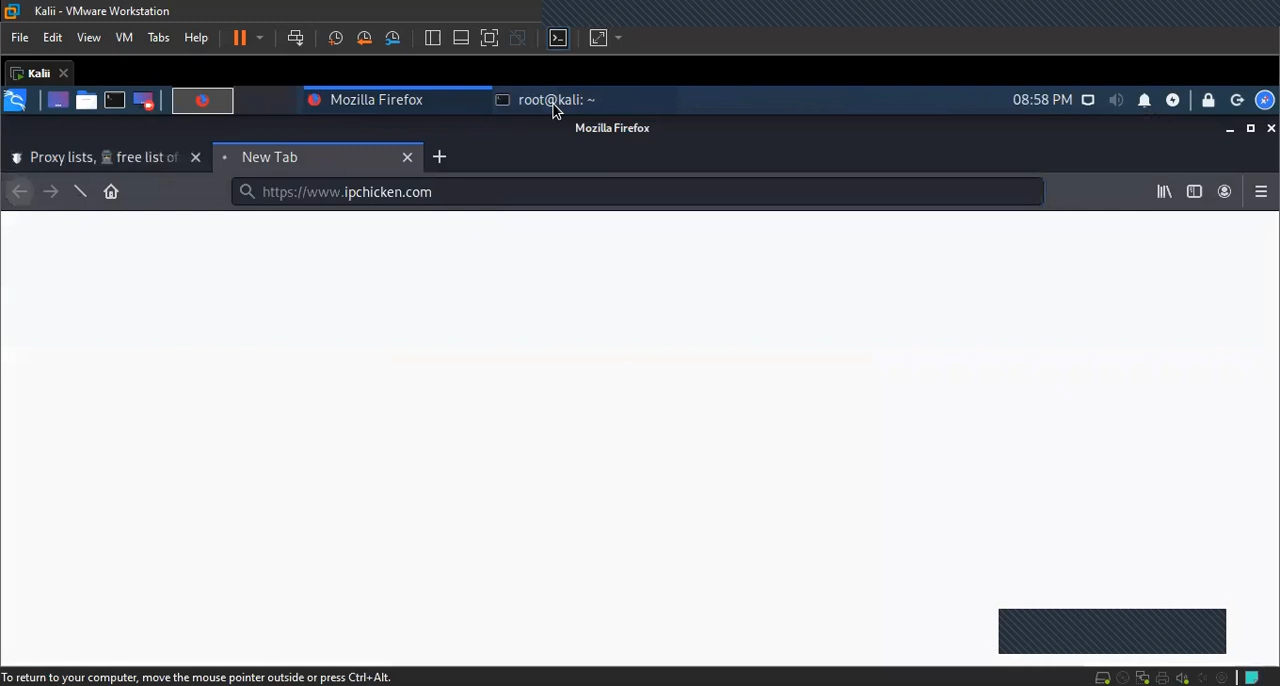 Kalii - VMware Workstation
File Edit View VM Tabs Help
Kalii
Mozilla Firefox root@kali: ~ 08:58 PM
Mozilla Firefox
Proxy lists, free list of New Tab
https://www.ipchicken.com
To return to your computer, move the mouse pointer outside or press Ctrl+Alt.